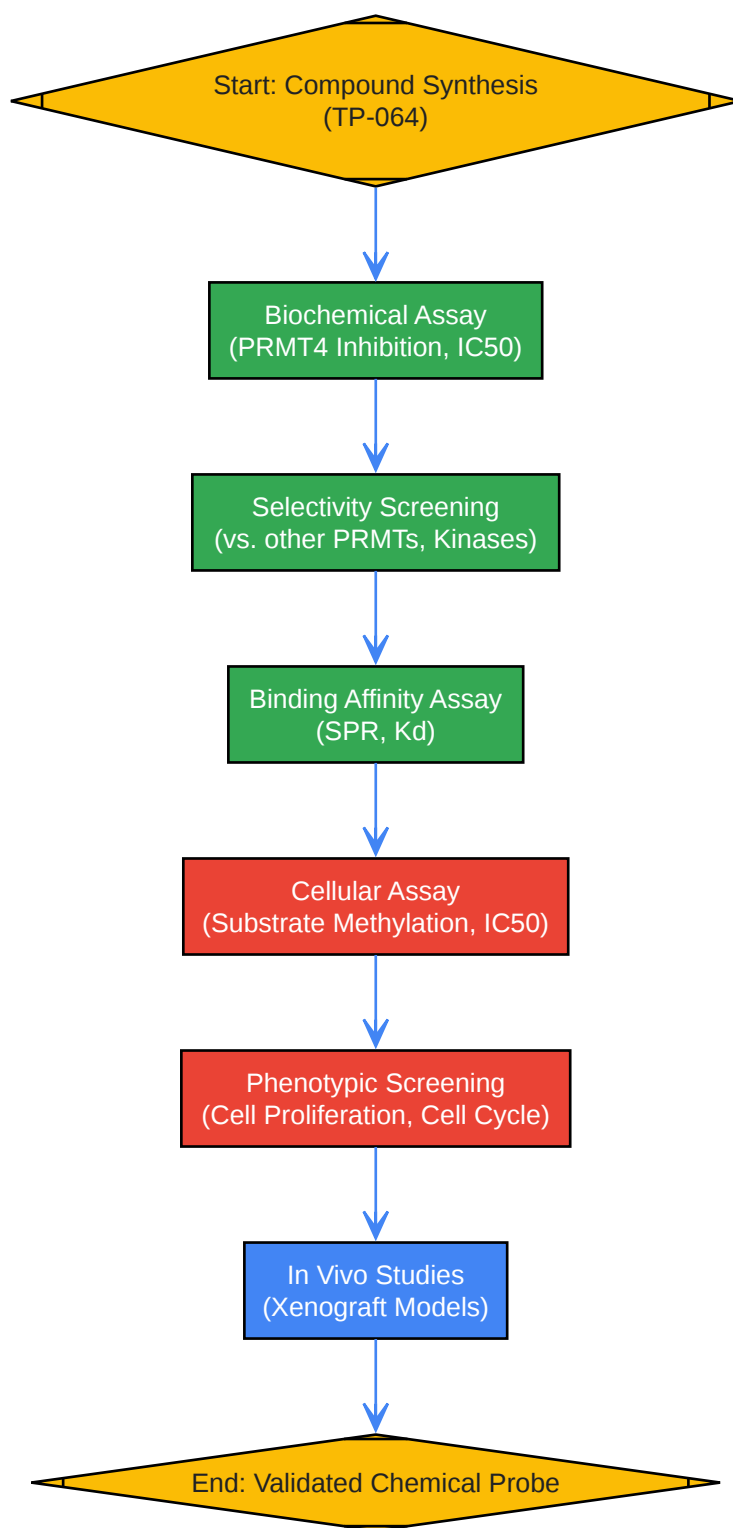 Start: Compound Synthesis
(TP-064)
Biochemical Assay
(PRMT4 Inhibition, IC50)
Selectivity Screening
(vs. other PRMTs, Kinases)
Binding Affinity Assay
(SPR, Kd)
Cellular Assay
(Substrate Methylation, IC50)
Phenotypic Screening
(Cell Proliferation, Cell Cycle)
In Vivo Studies
(Xenograft Models)
End: Validated Chemical Probe